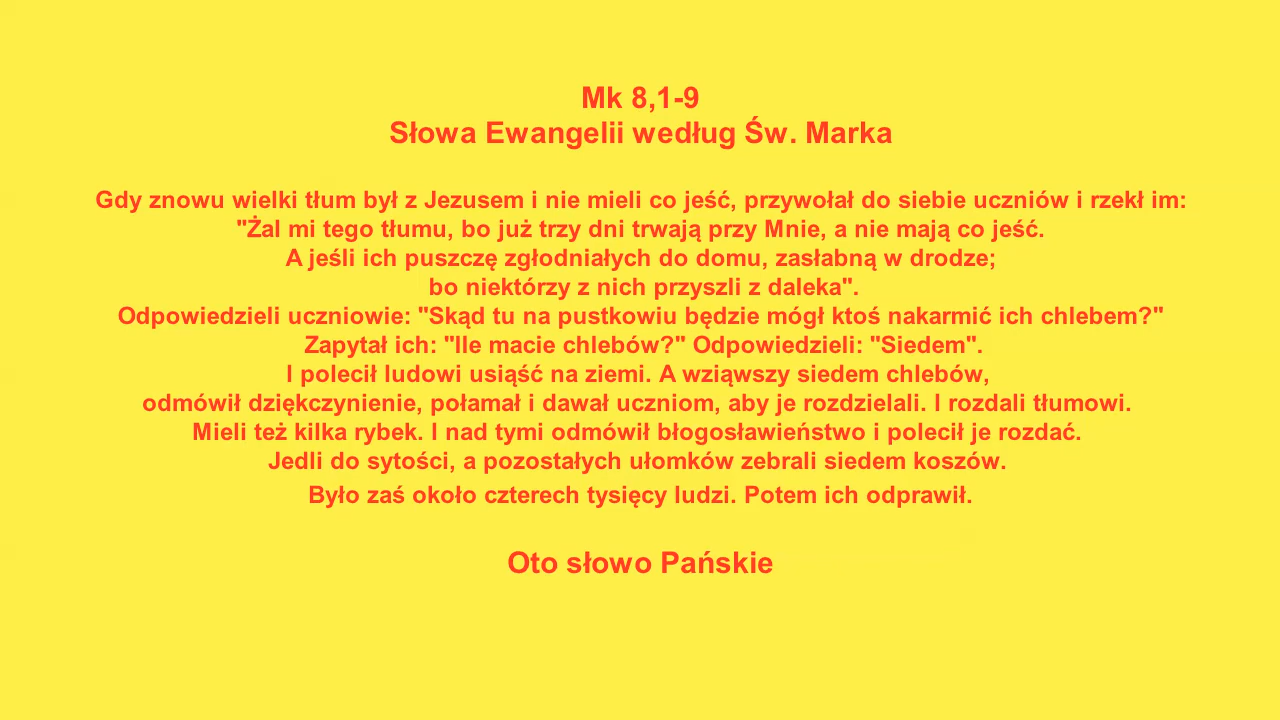 Mk 8,1-9
Słowa Ewangelii według Św. Marka
Gdy znowu wielki tłum był z Jezusem i nie mieli co jeść, przywołał do siebie uczniów i rzekł im:
"Żal mi tego tłumu, bo już trzy dni trwają przy Mnie, a nie mają co jeść.
A jeśli ich puszczę zgłodniałych do domu, zasłabną w drodze;
bo niektórzy z nich przyszli z daleka".
Odpowiedzieli uczniowie: "Skąd tu na pustkowiu będzie mógł ktoś nakarmić ich chlebem?"
Zapytał ich: "Ile macie chlebów?" Odpowiedzieli: "Siedem".
I polecił ludowi usiąść na ziemi. A wziąwszy siedem chlebów,
odmówił dziękczynienie, połamał i dawał uczniom, aby je rozdzielali. I rozdali tłumowi.
Mieli też kilka rybek. I nad tymi odmówił błogosławieństwo i polecił je rozdać.
Jedli do sytości, a pozostałych ułomków zebrali siedem koszów.
Było zaś około czterech tysięcy ludzi. Potem ich odprawił.
Oto słowo Pańskie